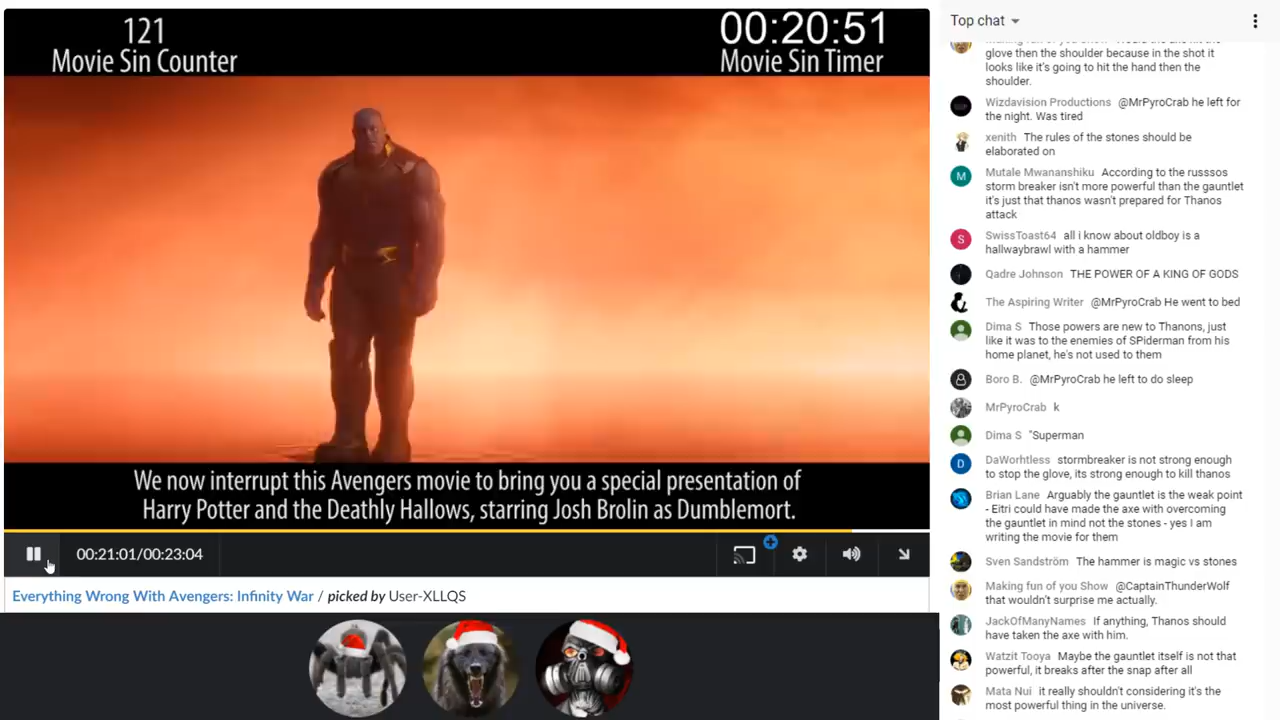 121
Movie Sin Counter
00:20:51
Movie Sin Timer
We now interrupt this Avengers movie to bring you a special presentation of
Harry Potter and the Deathly Hallows, starring Josh Brolin as Dumblemort.
00:21:01/00:23:04
Everything Wrong With Avengers: Infinity War / picked by User-XLLQS
Top chat
glove then the shoulder because in the shot it
looks like it's going to hit the hand then the
shoulder.
Wizdavision Productions @MrPyroCrab he left for
the night. Was tired
xenith The rules of the stones should be
elaborated on
M
Mutale Mwananshiku According to the russsos
storm breaker isn't more powerful than the gauntlet
it's just that thanos wasn't prepared for Thanos
attack
S
SwissToast64 all i know about oldboy is a
hallwaybrawl with a hammer
Qadre Johnson THE POWER OF A KING OF GODS
The Aspiring Writer @MrPyroCrab He went to bed
Dima S Those powers are new to Thanons, just
like it was to the enemies of SPiderman from his
home planet, he's not used to them
Boro B. @MrPyroCrab he left to do sleep
MrPyroCrab k
Dima S "Superman
D
DaWorhtless stormbreaker is not strong enough
to stop the glove, its strong enough to kill thanos
Brian Lane Arguably the gauntlet is the weak point
- Eitri could have made the axe with overcoming
the gauntlet in mind not the stones - yes I am
writing the movie for them
Sven Sandström The hammer is magic vs stones
Making fun of you Show @CaptainThunderWolf
that wouldn't surprise me actually.
JackOfManyNames If anything, Thanos should
have taken the axe with him.
Watzit Tooya Maybe the gauntlet itself is not that
powerful, it breaks after the snap after all
Mata Nui it really shouldn't considering it's the
most powerful thing in the universe.